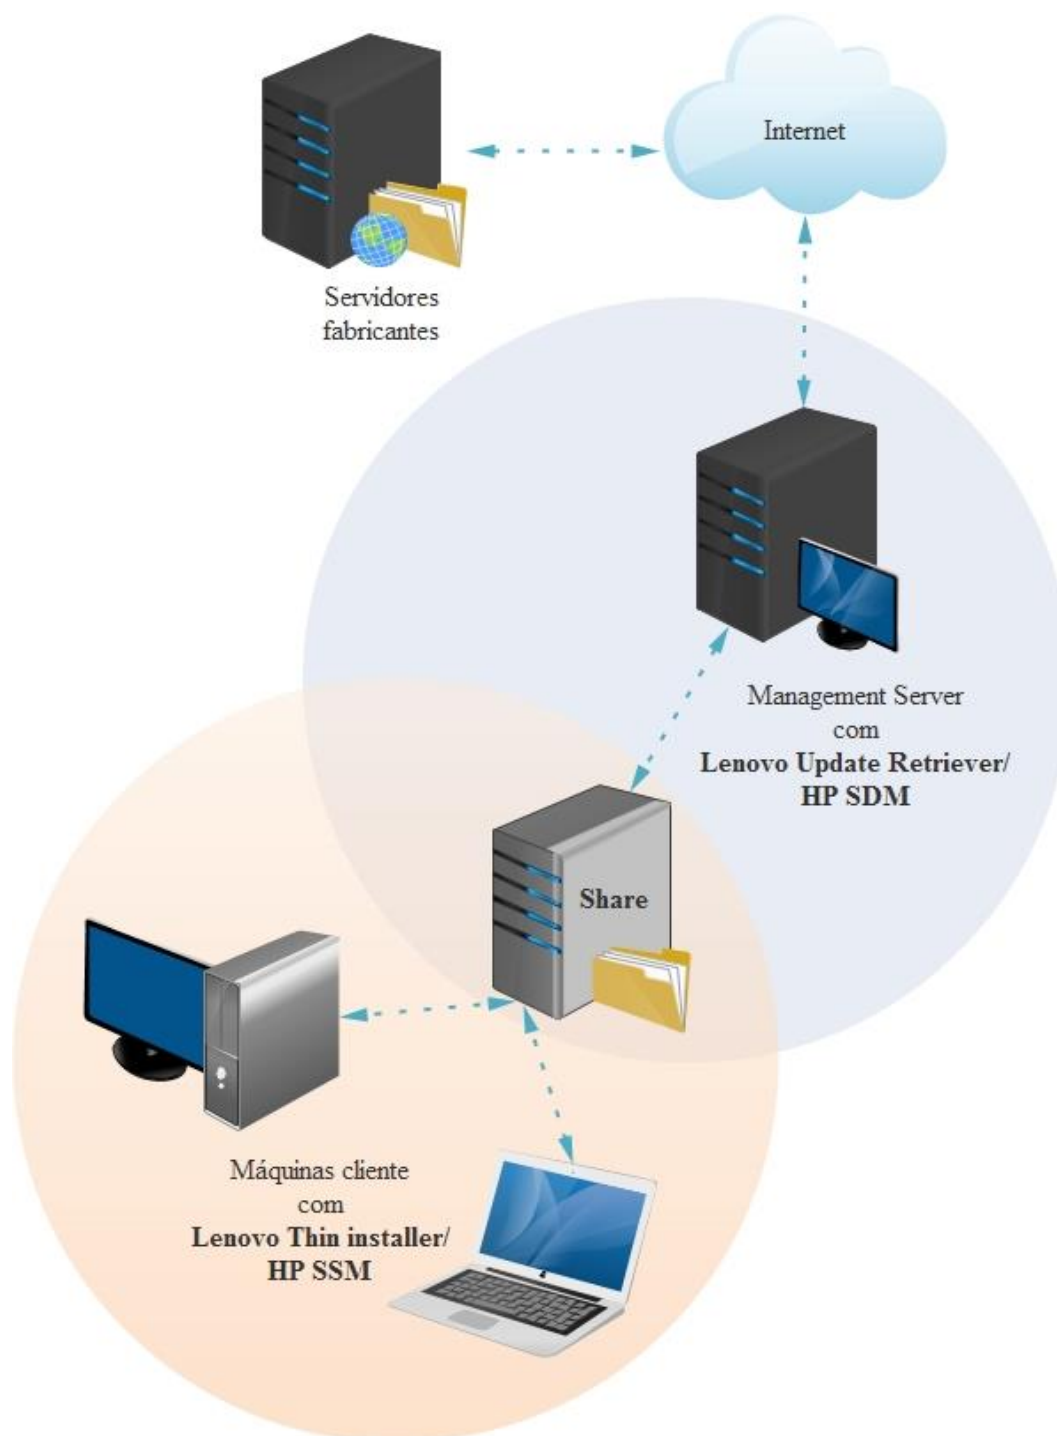 Internet
Servidores
fabricantes
Management Server
com
Lenovo Update Retriever/
HP SDM
Share
Máquinas cliente
com
Lenovo Thin installer/
HP SSM